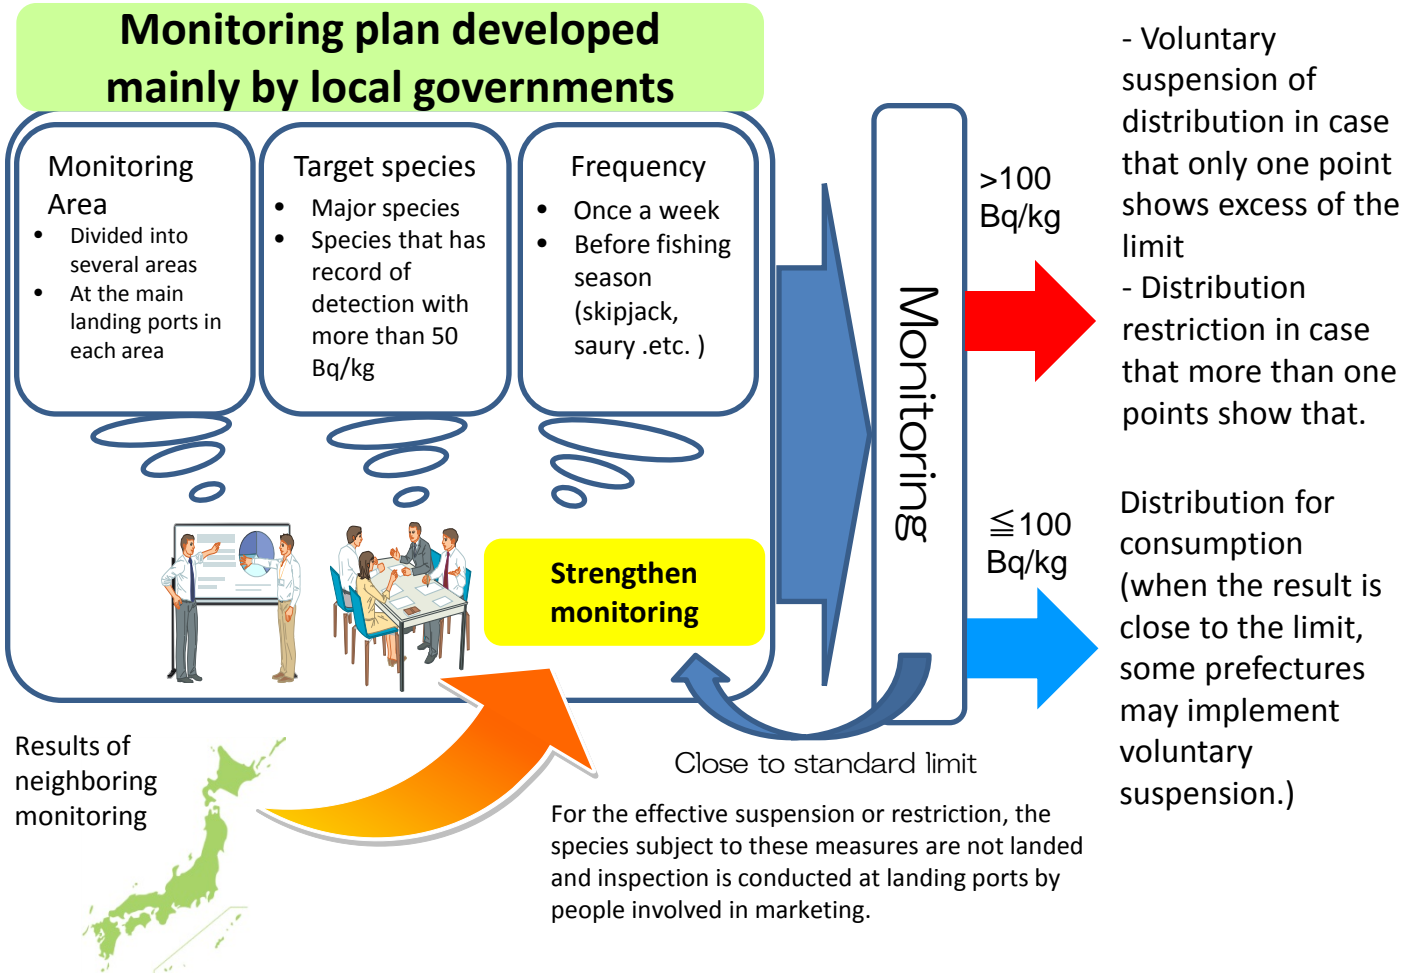 Monitoring plan developed
mainly by local governments
Monitoring
Area
• Divided into
several areas
• At the main
landing ports in
each area
Target species
• Major species
• Species that has
record of
detection with
more than 50
Bq/kg
Frequency
• Once a week
• Before fishing
season
(skipjack,
saury .etc. )
Strengthen
monitoring
Monitoring
>100
Bq/kg
- Voluntary
suspension of
distribution in case
that only one point
shows excess of the
limit
- Distribution
restriction in case
that more than one
points show that.
≦100
Bq/kg
Distribution for
consumption
(when the result is
close to the limit,
some prefectures
may implement
voluntary
suspension.)
Results of
neighboring
monitoring
Close to standard limit
For the effective suspension or restriction, the
species subject to these measures are not landed
and inspection is conducted at landing ports by
people involved in marketing.